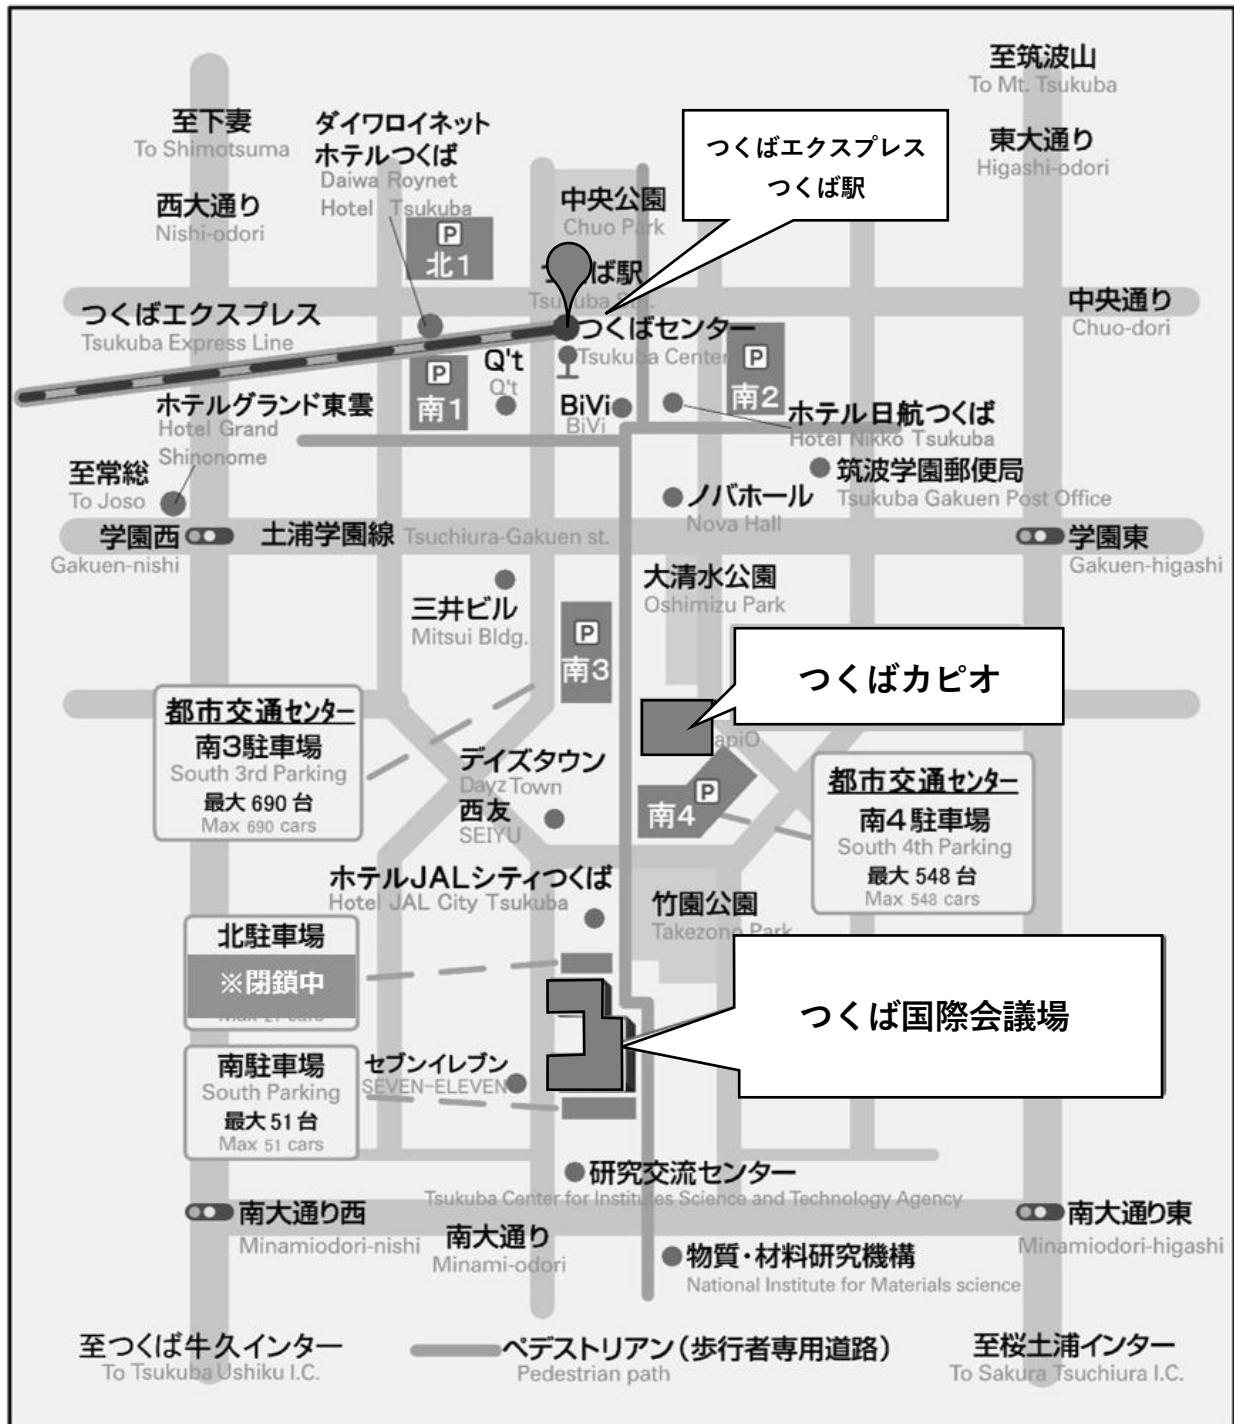 至筑波山
To Mt. Tsukuba
至下妻
To Shimotsuma
ダイワロイネット
ホテルつくば
Daiwa Roynet
Hotel Tsukuba
つくばエクスプレス
つくば駅
東大通り
Higashi-odori
西大通り
Nishi-odori
中央公園
Chuo Park
P
北1
ば駅
つくばエクスプレス
Tsukuba Express Line
つくばセンター
Tsukuba Center
中央通り
Chuo-dori
Q't
Q't
P
南1
BiVi
BiVi
P
南2
ホテルグランド東雲
Hotel Grand
Shinonome
ホテル日航つくば
Hotel Nikko Tsukuba
至常総
To Joso
筑波学園郵便局
Tsukuba Gakuen Post Office
ノバホール
Nova Hall
学園西
Gakuen-nishi
土浦学園線
Tsuchiura-Gakuen st.
学園東
Gakuen-higashi
三井ビル
Mitsui Bldg.
大清水公園
Oshimizu Park
P
南3
つくばカピオ
apiO
都市交通センター
南3駐車場
South 3rd Parking
最大 690 台
Max 690 cars
デイズタウン
Dayz Town
西友
SEIYU
P
南4
都市交通センター
南4駐車場
South 4th Parking
最大 548 台
Max 548 cars
ホテルJALシティつくば
Hotel JAL City Tsukuba
竹園公園
Takezono Park
北駐車場
※閉鎖中
つくば国際会議場
南駐車場
South Parking
最大 51 台
Max 51 cars
セブンイレブン
SEVEN-ELEVEN
研究交流センター
Tsukuba Center for Institutes Science and Technology Agency
南大通り西
Minamiodori-nishi
南大通り
Minami-odori
南大通り東
Minamiodori-higashi
物質・材料研究機構
National Institute for Materials science
至つくば牛久インター
To Tsukuba Ushiku I.C.
ペデストリアン（歩行者専用道路）
Pedestrian path
至桜土浦インター
To Sakura Tsuchiura I.C.